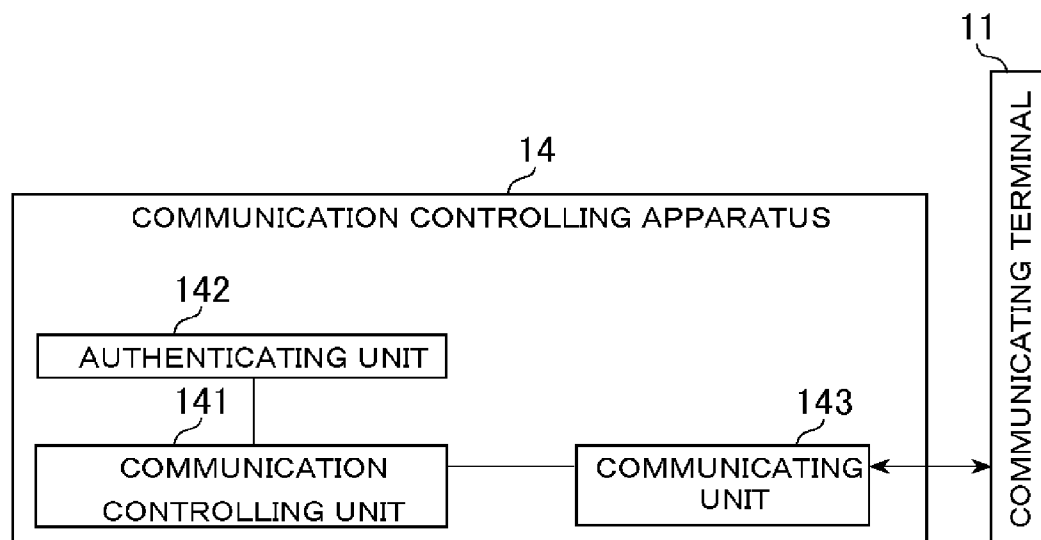 11
14
COMMUNICATION CONTROLLING APPARATUS
COMMUNICATING TERMINAL
142
AUTHENTICATING UNIT
141
143
COMMUNICATION
CONTROLLING UNIT
COMMUNICATING
UNIT